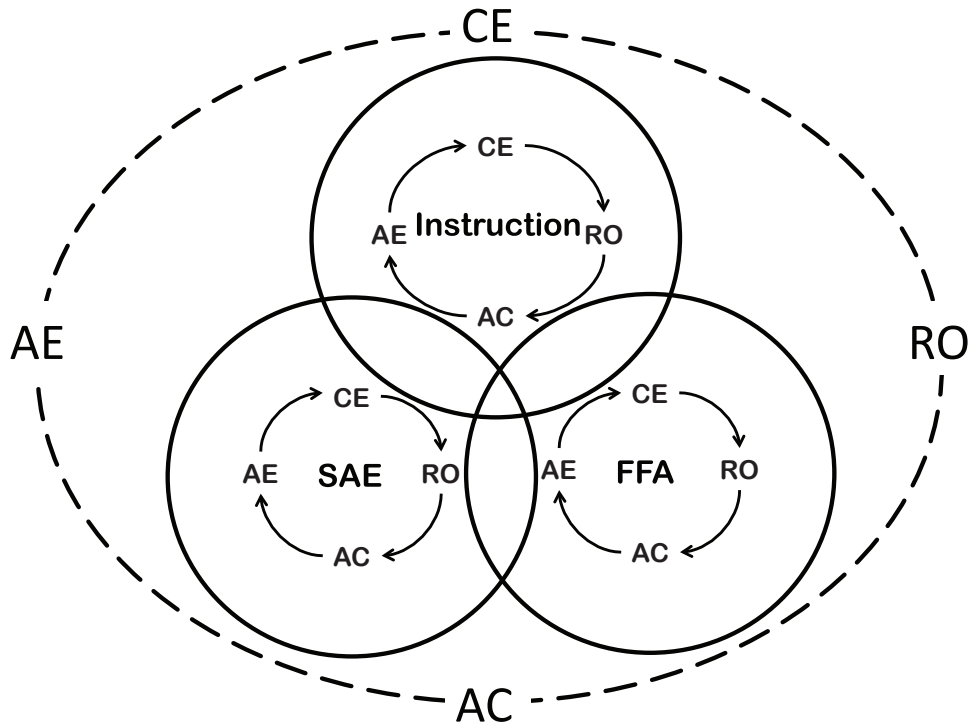 CE
CE
AE Instruction RO
AC
AE RO
CE CE
AE SAE RO AE FFA RO
AC AC
AC